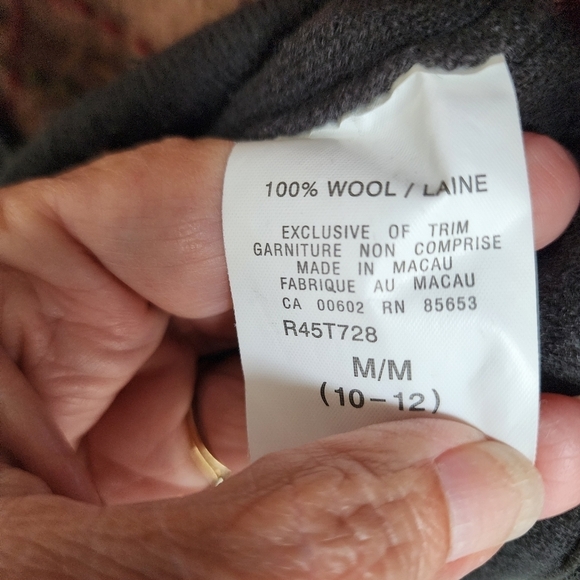 100% WOOL / LAINE
EXCLUSIVE OF TRIM
GARNITURE NON COMPRISE
MADE IN MACAU
FABRIQUE AU MACAU
CA 00602 RN 85653
R45T728
M/M
(10-12)